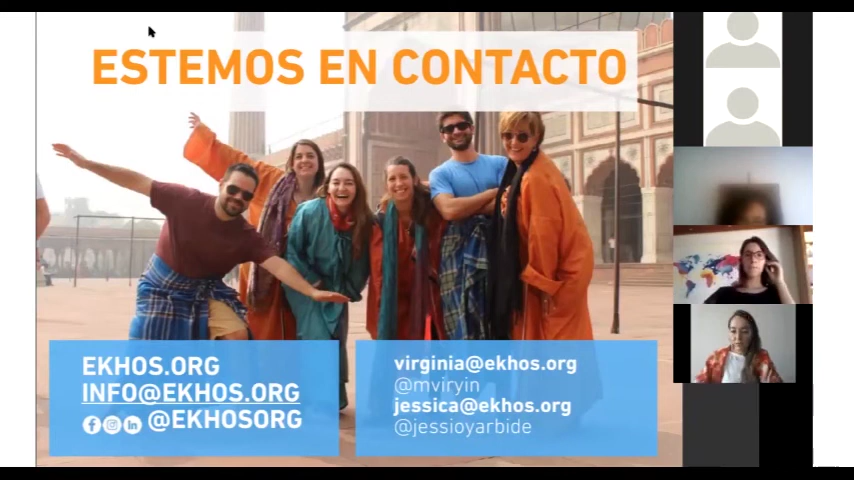 ESTEMOS EN CONTACTO
EKHOS.ORG
INFO@EKHOS.ORG
@EKHOSORG
virginia@ekhos.org
@mviryin
jessica@ekhos.org
@jessioyarbide